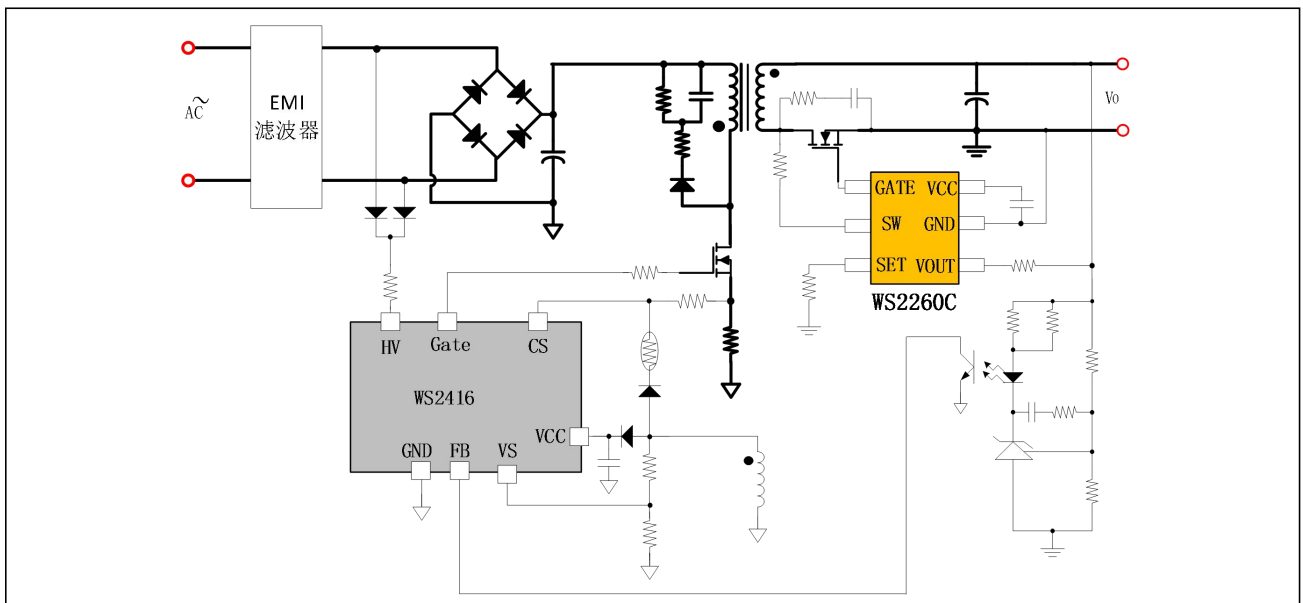 AC~
EMI
滤波器
Vo
GATE VCC
SW GND
SET VOUT
WS2260C
HV Gate CS
WS2416
VCC
GND FB VS